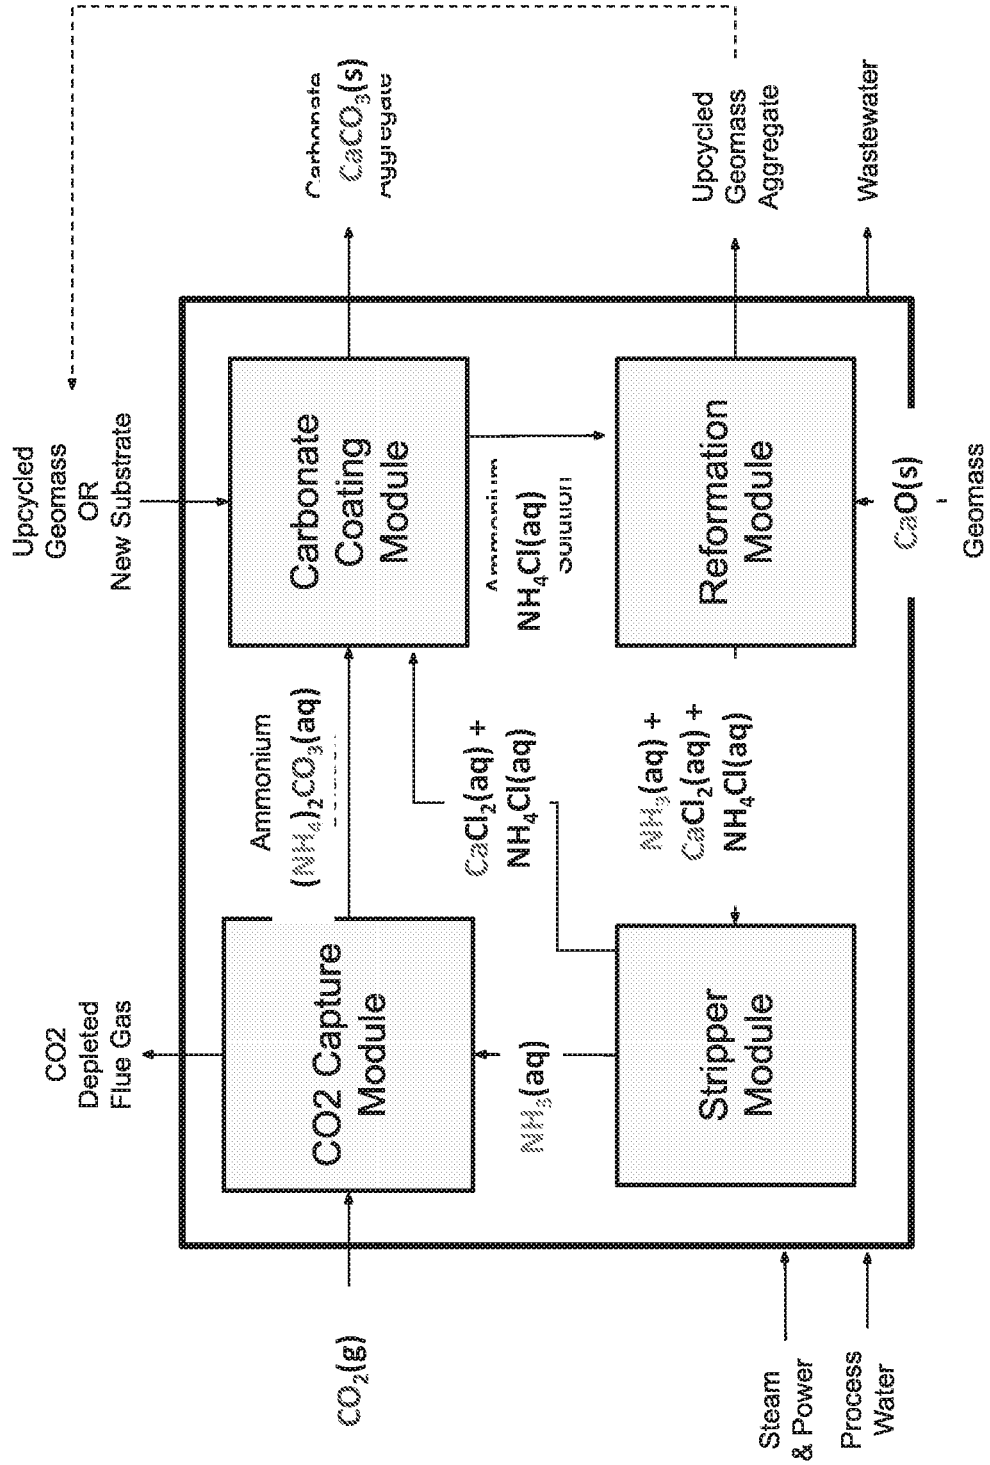 CO2
Depleted
Flue Gas
Upcycled
Geomass
OR
New Substrate
CO₂(g)
CO2 Capture
Module
Ammonium
(NH₄)₂CO₃(aq)
Carbonate
Coating
Module
Carbonate
CaCO₃(s)
Aggregate
NH₃(aq)
CaCl₂(aq) +
NH₄Cl(aq)
Ammonium
NH₄Cl(aq)
Solution
Stripper
Module
NH₃(aq) +
CaCl₂(aq) +
NH₄Cl(aq)
Reformation
Module
Upcycled
Geomass
Aggregate
Steam
& Power
Process
Water
Wastewater
CaO(s)
Geomass